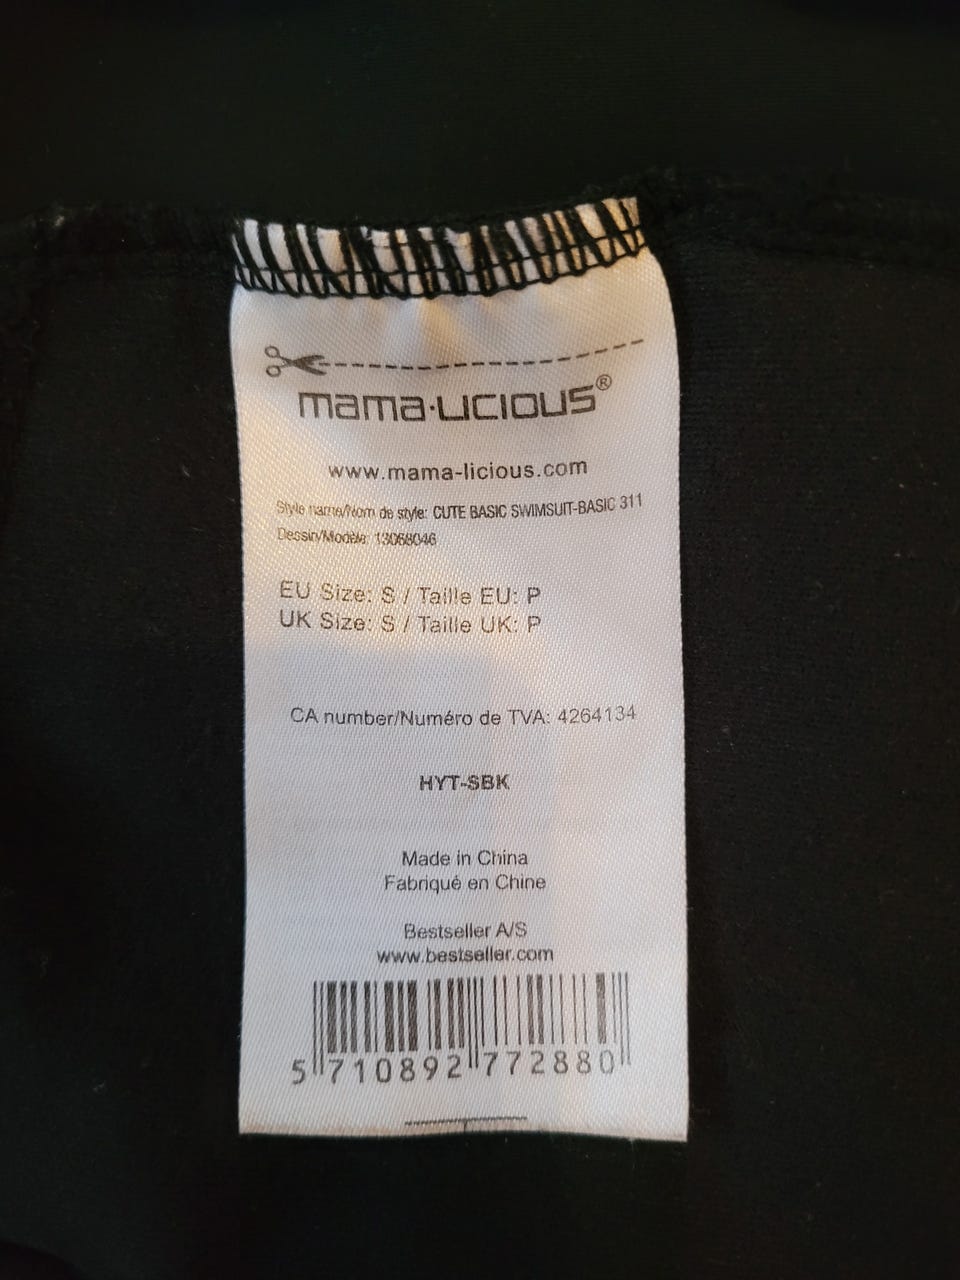 mama·licious®
www.mama-licious.com
Style name/Nom de style: CUTE BASIC SWIMSUIT-BASIC 311
Dessin/Modèle: 13068046
EU Size: S / Taille EU: P
UK Size: S / Taille UK: P
CA number/Numéro de TVA: 4264134
HYT-SBK
Made in China
Fabriqué en Chine
Bestseller A/S
www.bestseller.com
5 710892 772880